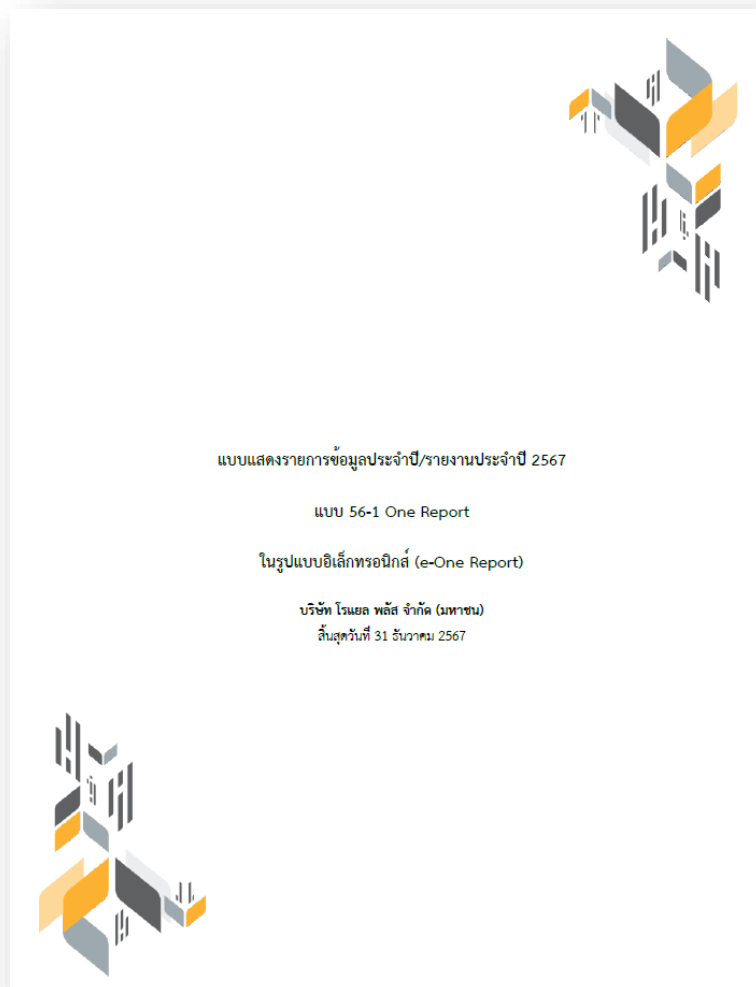 แบบแสดงรายการข้อมูลประจำปี/รายงานประจำปี 2567
แบบ 56-1 One Report
ในรูปแบบอิเล็กทรอนิกส์ (e-One Report)
บริษัท โรแยล พลัส จำกัด (มหาชน)
สิ้นสุดวันที่ 31 ธันวาคม 2567